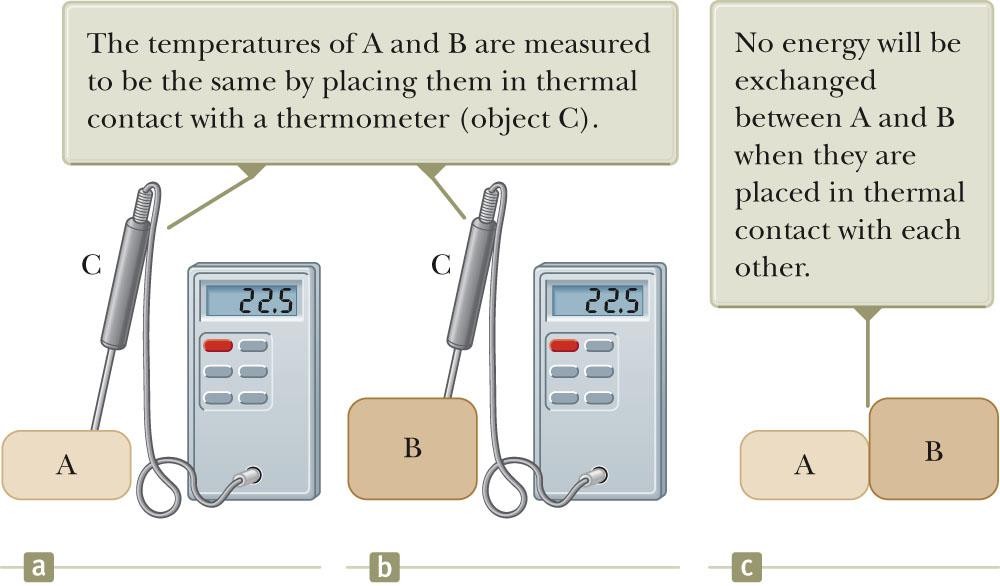 The temperatures of A and B are measured
to be the same by placing them in thermal
contact with a thermometer (object C).
No energy will be
exchanged
between A and B
when they are
placed in thermal
contact with each
other.
C
22.5
A
C
22.5
B
A
B
a
b
c